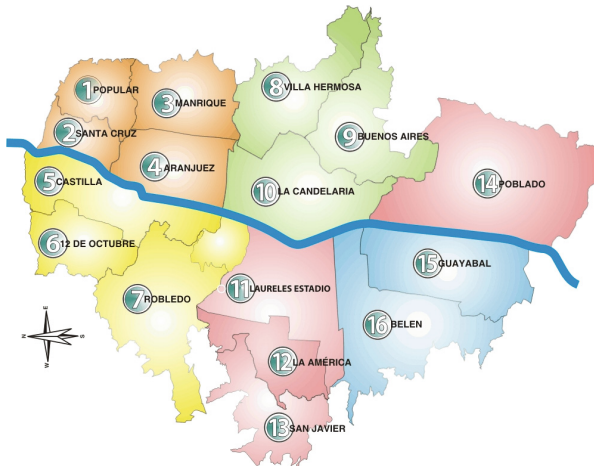 1 POPULAR
2 SANTA CRUZ
3 MANRIQUE
4 ARANJUEZ
5 CASTILLA
6 12 DE OCTUBRE
7 ROBLEDO
8 VILLA HERMOSA
9 BUENOS AIRES
10 LA CANDELARIA
11 LAURELES ESTADIO
12 LA AMÉRICA
13 SAN JAVIER
14 POBLADO
15 GUAYABAL
16 BELEN
E
N
S
W